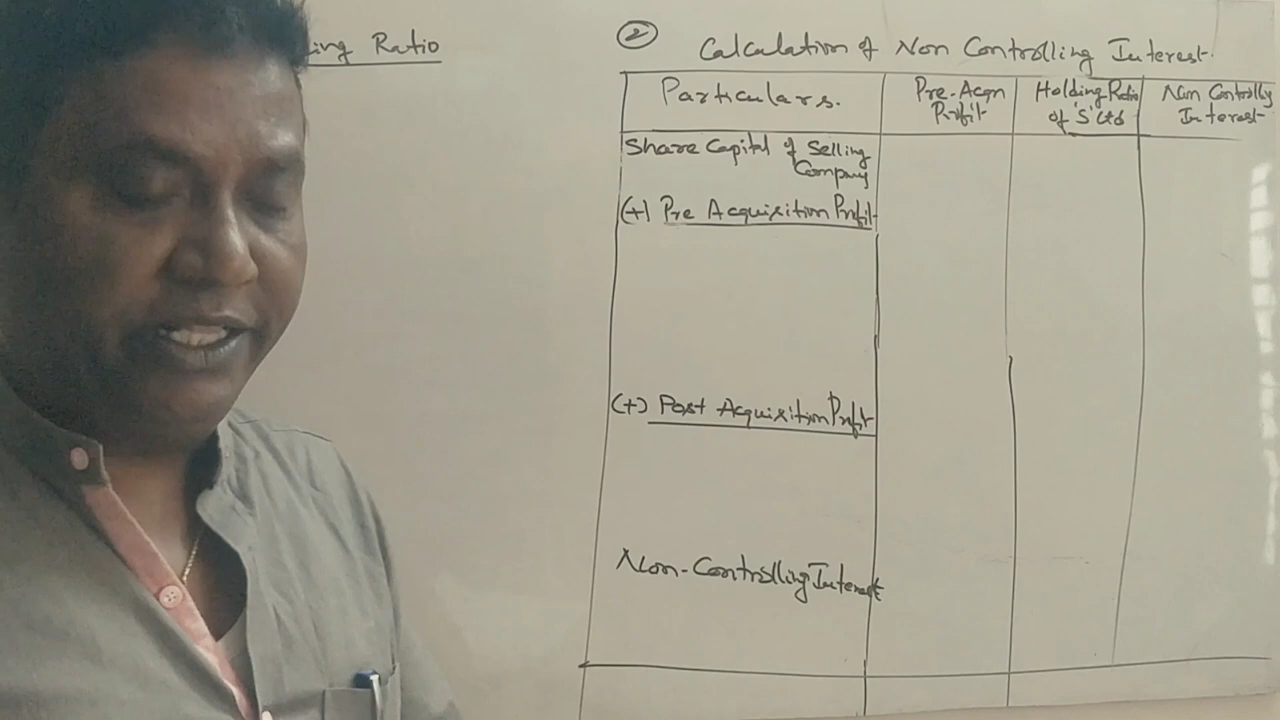 ing Ratio
② Calculation of Non Controlling Interest.
Particulars.
Pre-Acqn
Profit
Holding Ratio
of 'S' Ltd
Non Controlly
Interest
Share Capital of Selling
Company
(+) Pre Acquisition Profit
(+) Post Acquisition Profit
Non-Controlling Interest